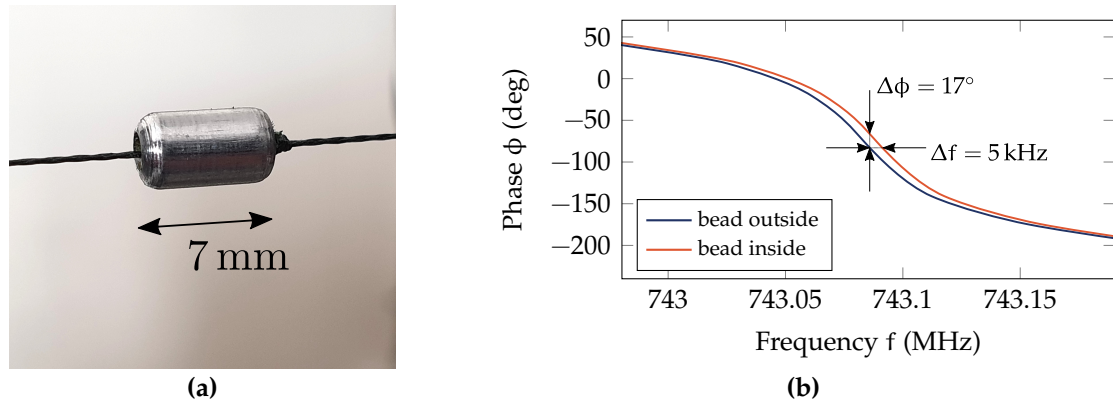 7 mm
(a)
50
0
−50
−100
−150
−200
Phase ϕ (deg)
Δϕ = 17°
Δf = 5 kHz
bead outside
bead inside
743
743.05
743.1
743.15
Frequency f (MHz)
(b)